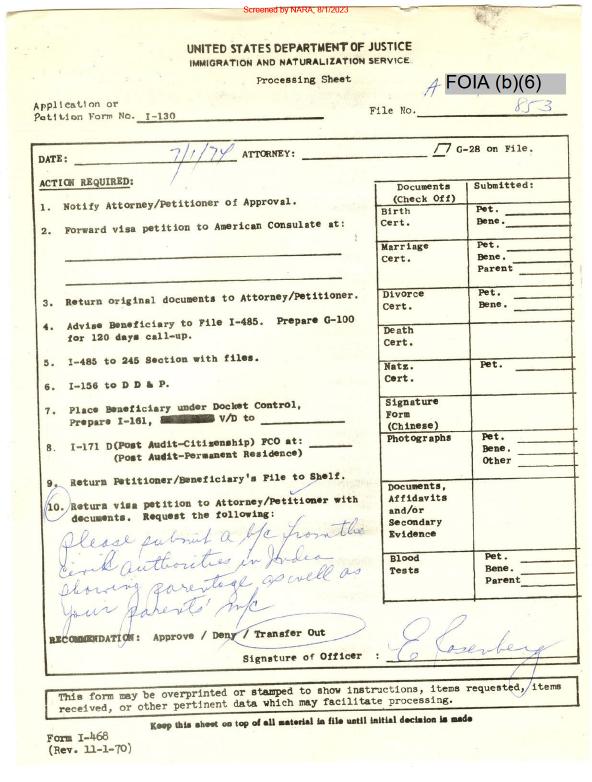 Screened by NARA, 8/1/2023
UNITED STATES DEPARTMENT OF JUSTICE
IMMIGRATION AND NATURALIZATION SERVICE
Processing Sheet
A FOIA (b)(6)
Application or
Petition Form No. I-130
File No. 853
DATE: 7/1/74 ATTORNEY: G-28 on File.
ACTION REQUIRED:
1. Notify Attorney/Petitioner of Approval.
2. Forward visa petition to American Consulate at:
3. Return original documents to Attorney/Petitioner.
4. Advise Beneficiary to File I-485. Prepare G-100
for 120 days call-up.
5. I-485 to 245 Section with files.
6. I-156 to D D & P.
7. Place Beneficiary under Docket Control,
Prepare I-161, V/D to
8. I-171 D(Post Audit-Citizenship) FCO at:
(Post Audit-Permanent Residence)
9. Return Petitioner/Beneficiary's File to Shelf.
10. Return visa petition to Attorney/Petitioner with
documents. Request the following:
Please submit a b/c from the
civil authorities in India
showing parentage as well as
your parents' m/c
Documents Submitted:
(Check Off)
Birth Pet.
Cert. Bene.
Marriage Pet.
Cert. Bene.
Parent
Divorce Pet.
Cert. Bene.
Death
Cert.
Natz. Pet.
Cert.
Signature
Form
(Chinese)
Photographs Pet.
Bene.
Other
Documents,
Affidavits
and/or
Secondary
Evidence
Blood Pet.
Tests Bene.
Parent
RECOMMENDATION: Approve / Deny / Transfer Out
Signature of Officer : E Rosenberg
This form may be overprinted or stamped to show instructions, items requested, items
received, or other pertinent data which may facilitate processing.
Keep this sheet on top of all material in file until initial decision is made
Form I-468
(Rev. 11-1-70)